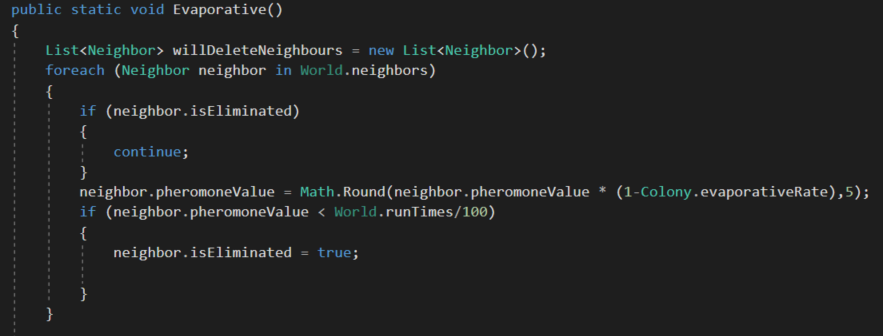 public static void Evaporative()
{
List<Neighbor> willDeleteNeighbours = new List<Neighbor>();
foreach (Neighbor neighbor in World.neighbors)
{
if (neighbor.isEliminated)
{
continue;
}
neighbor.pheromoneValue = Math.Round(neighbor.pheromoneValue * (1-Colony.evaporativeRate),5);
if (neighbor.pheromoneValue < World.runTimes/100)
{
neighbor.isEliminated = true;
}
}